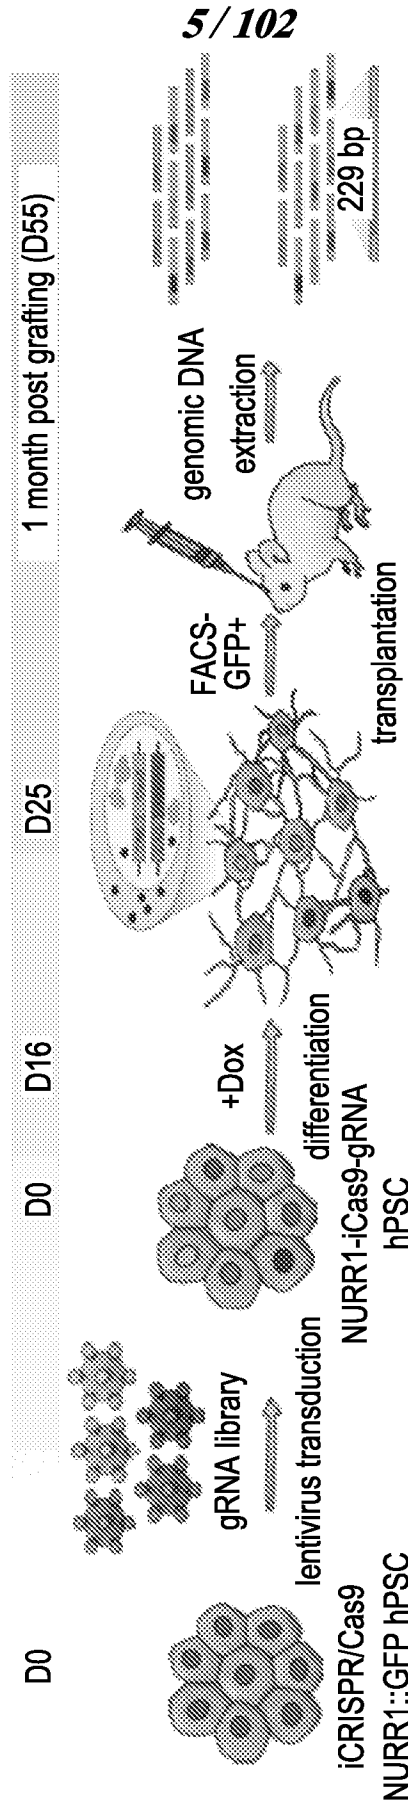 5 / 102
D0
D0
D16
D25
1 month post grafting (D55)
gRNA library
lentivirus transduction
+Dox
differentiation
FACS-
GFP+
transplantation
genomic DNA
extraction
229 bp
iCRISPR/Cas9
NURR1::GFP hPSC
NURR1-iCas9-gRNA
hPSC